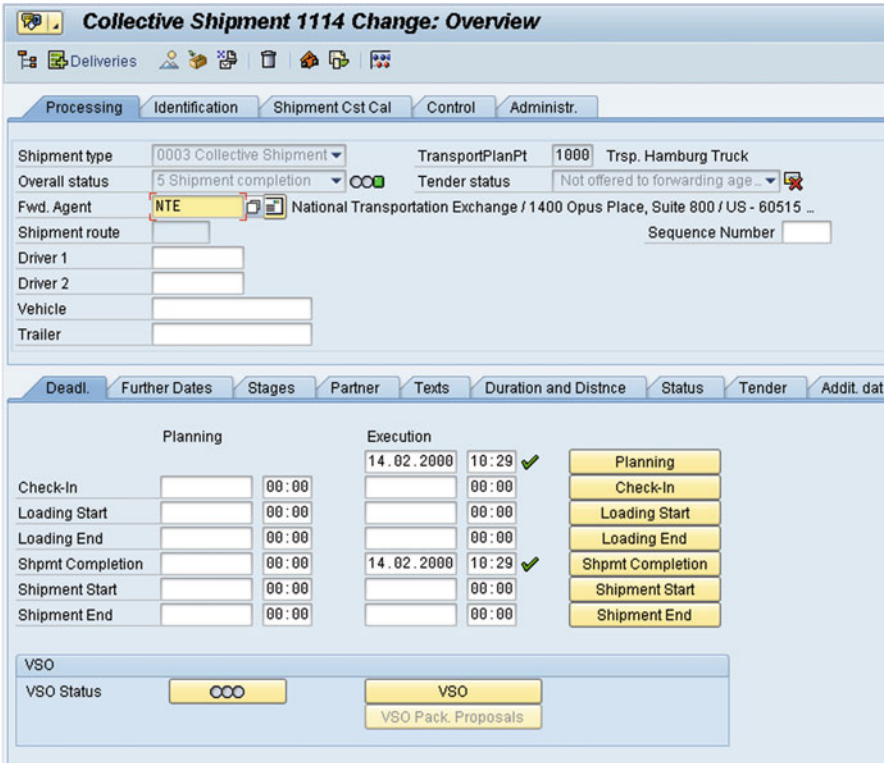 Collective Shipment 1114 Change: Overview
Deliveries
Processing Identification Shipment Cst Cal Control Administr.
Shipment type 0003 Collective Shipment TransportPlanPt 1000 Trsp. Hamburg Truck
Overall status 5 Shipment completion Tender status Not offered to forwarding age...
Fwd. Agent NTE National Transportation Exchange / 1400 Opus Place, Suite 800 / US - 60515 ...
Shipment route Sequence Number
Driver 1
Driver 2
Vehicle
Trailer
Deadl. Further Dates Stages Partner Texts Duration and Distnce Status Tender Addit. dat
Planning Execution
14.02.2000 10:29 Planning
Check-In 00:00 00:00 Check-In
Loading Start 00:00 00:00 Loading Start
Loading End 00:00 00:00 Loading End
Shpmt Completion 00:00 14.02.2000 10:29 Shpmt Completion
Shipment Start 00:00 00:00 Shipment Start
Shipment End 00:00 00:00 Shipment End
VSO
VSO Status VSO
VSO Pack. Proposals